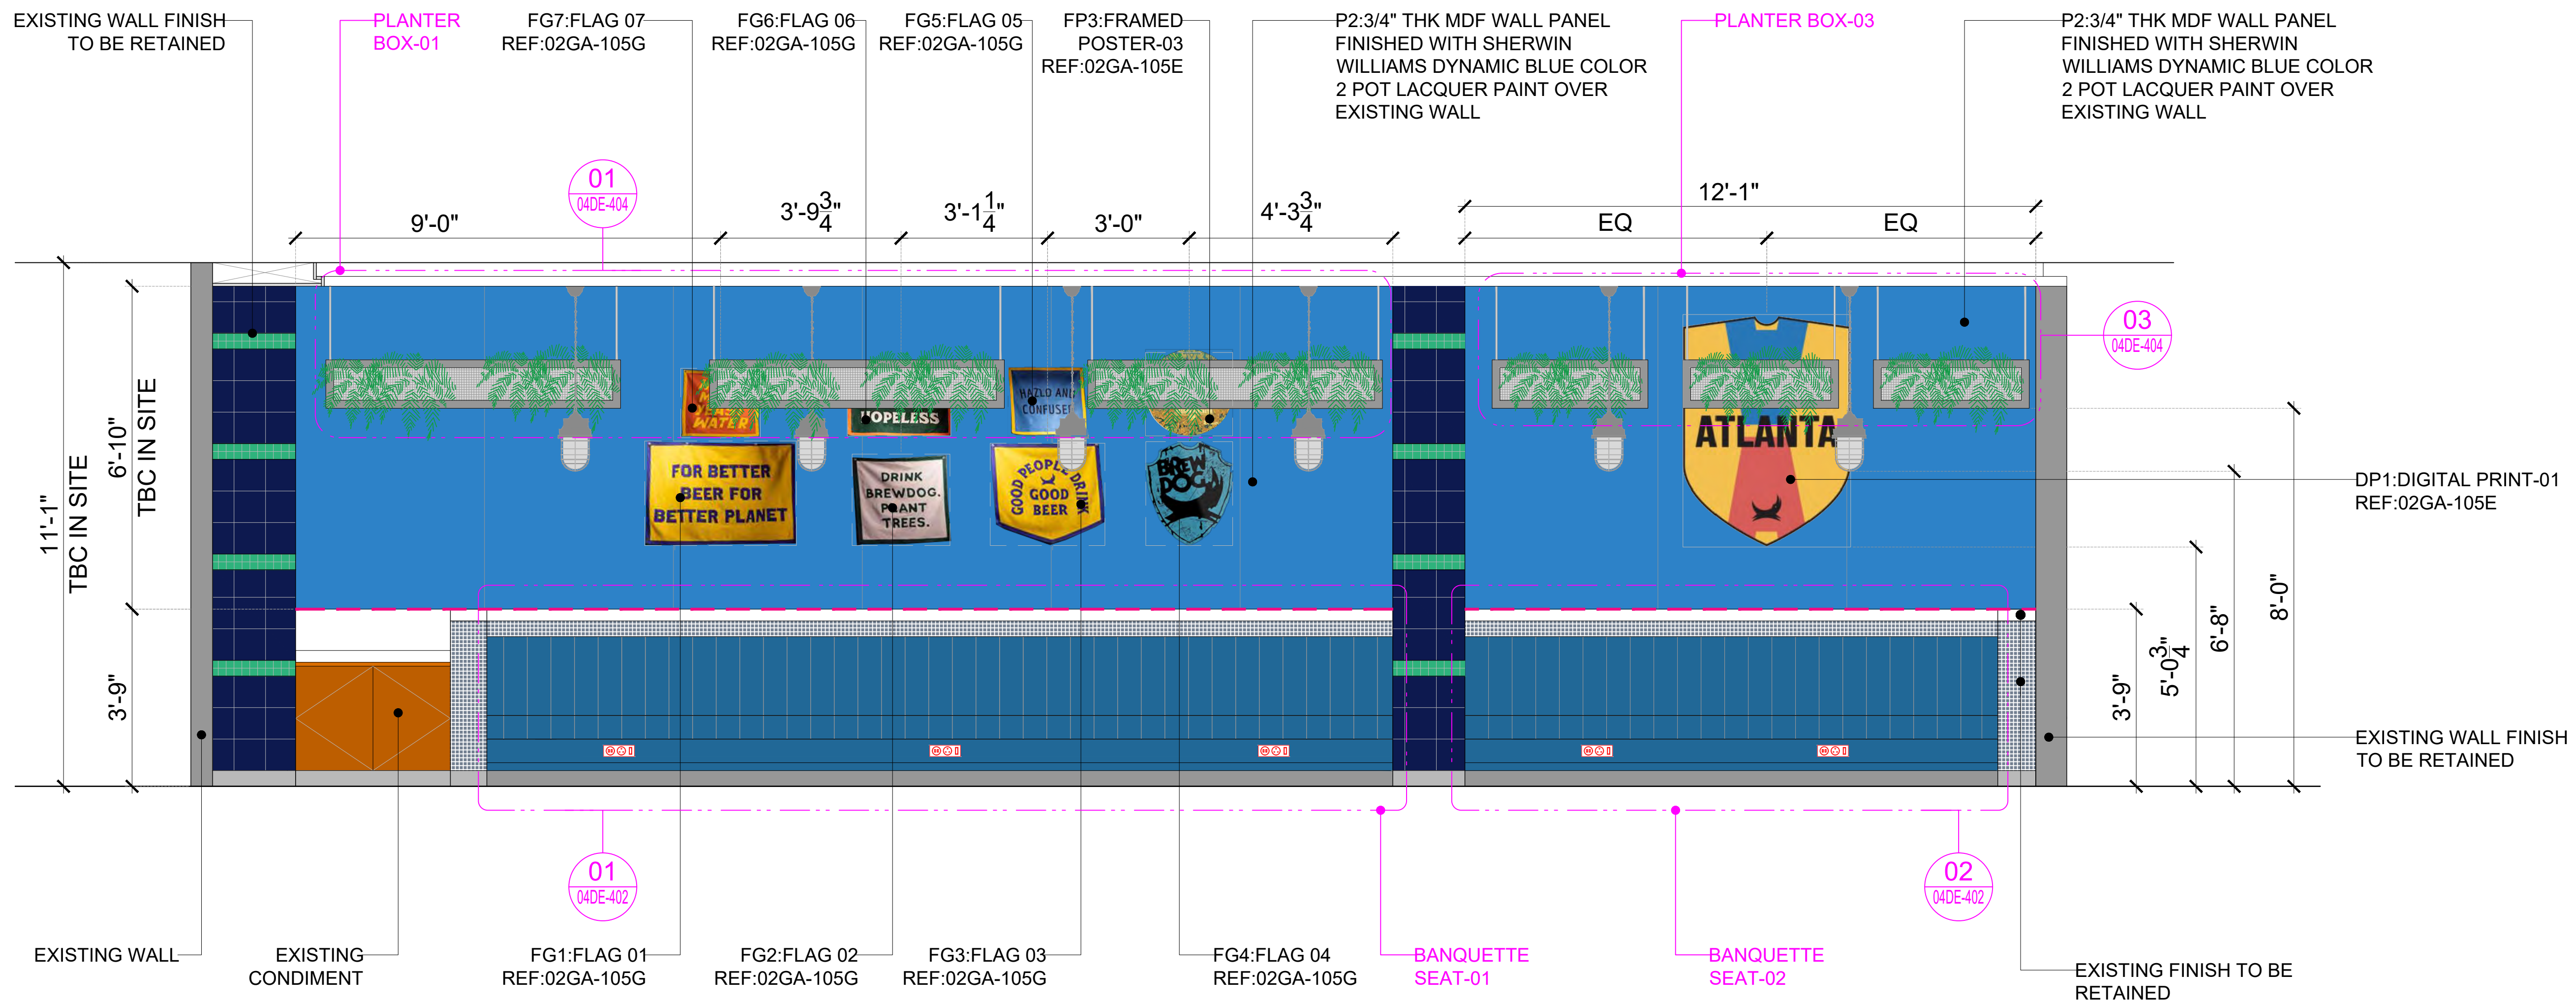 EXISTING WALL FINISH
TO BE RETAINED
PLANTER
BOX-01
FG7:FLAG 07
REF:02GA-105G
FG6:FLAG 06
REF:02GA-105G
FG5:FLAG 05
REF:02GA-105G
FP3:FRAMED
POSTER-03
REF:02GA-105E
P2:3/4" THK MDF WALL PANEL
FINISHED WITH SHERWIN
WILLIAMS DYNAMIC BLUE COLOR
2 POT LACQUER PAINT OVER
EXISTING WALL
PLANTER BOX-03
P2:3/4" THK MDF WALL PANEL
FINISHED WITH SHERWIN
WILLIAMS DYNAMIC BLUE COLOR
2 POT LACQUER PAINT OVER
EXISTING WALL
01
04DE-404
9'-0"
3'-9 3/4"
3'-1 1/4"
3'-0"
4'-3 3/4"
12'-1"
EQ
EQ
03
04DE-404
11'-1"
TBC IN SITE
6'-10"
TBC IN SITE
3'-9"
WATER
HOPELESS
HAZLO AND
CONFUSE
FOR BETTER
BEER FOR
BETTER PLANET
DRINK
BREWDOG.
PLANT
TREES.
GOOD PEOPLE DRINK
GOOD
BEER
BREW
DOG
ATLANTA
DP1:DIGITAL PRINT-01
REF:02GA-105E
3'-9"
5'-0 3/4"
6'-8"
8'-0"
EXISTING WALL FINISH
TO BE RETAINED
01
04DE-402
02
04DE-402
EXISTING WALL
EXISTING
CONDIMENT
FG1:FLAG 01
REF:02GA-105G
FG2:FLAG 02
REF:02GA-105G
FG3:FLAG 03
REF:02GA-105G
FG4:FLAG 04
REF:02GA-105G
BANQUETTE
SEAT-01
BANQUETTE
SEAT-02
EXISTING FINISH TO BE
RETAINED